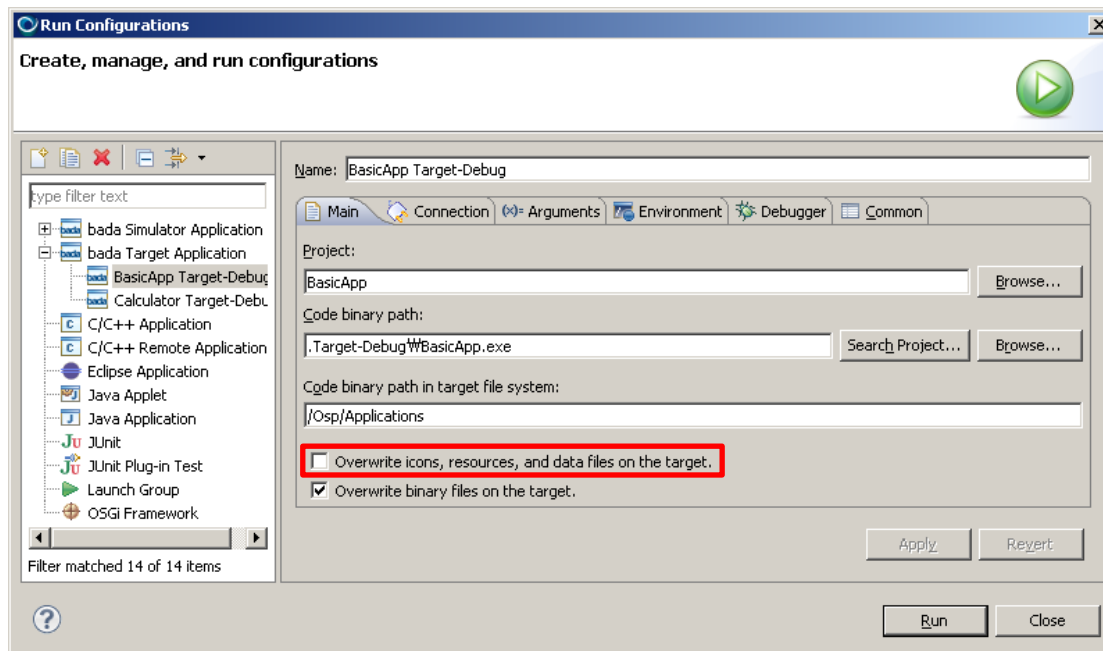 Run Configurations
Create, manage, and run configurations
type filter text
bada Simulator Application
bada Target Application
BasicApp Target-Debug
Calculator Target-Debu
C/C++ Application
C/C++ Remote Application
Eclipse Application
Java Applet
Java Application
JUnit
JUnit Plug-in Test
Launch Group
OSGi Framework
Filter matched 14 of 14 items
Name: BasicApp Target-Debug
Main Connection (x)= Arguments Environment Debugger Common
Project:
BasicApp Browse...
Code binary path:
.Target-Debug₩BasicApp.exe Search Project... Browse...
Code binary path in target file system:
/Osp/Applications
Overwrite icons, resources, and data files on the target.
Overwrite binary files on the target.
Apply Revert
? Run Close